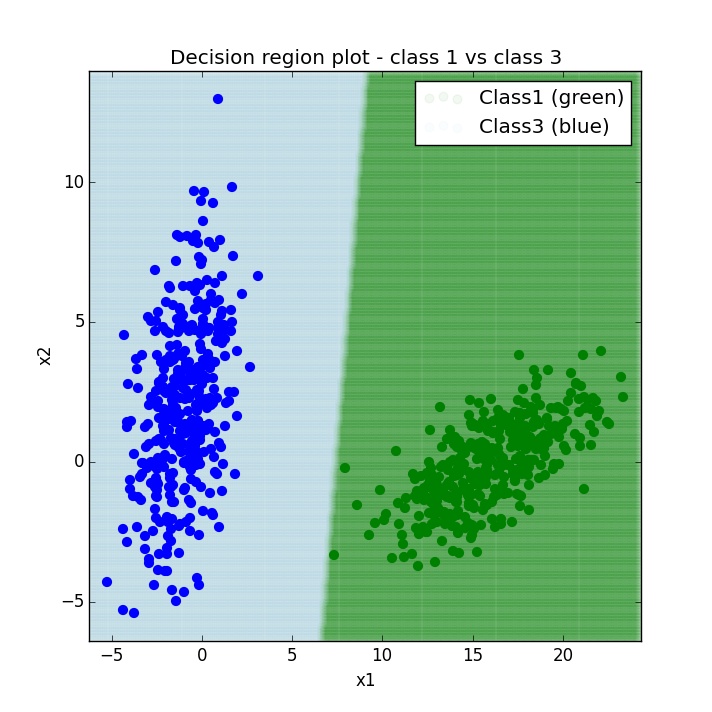 Decision region plot - class 1 vs class 3
Class1 (green)
Class3 (blue)
x2
10
5
0
−5
−5 0 5 10 15 20
x1